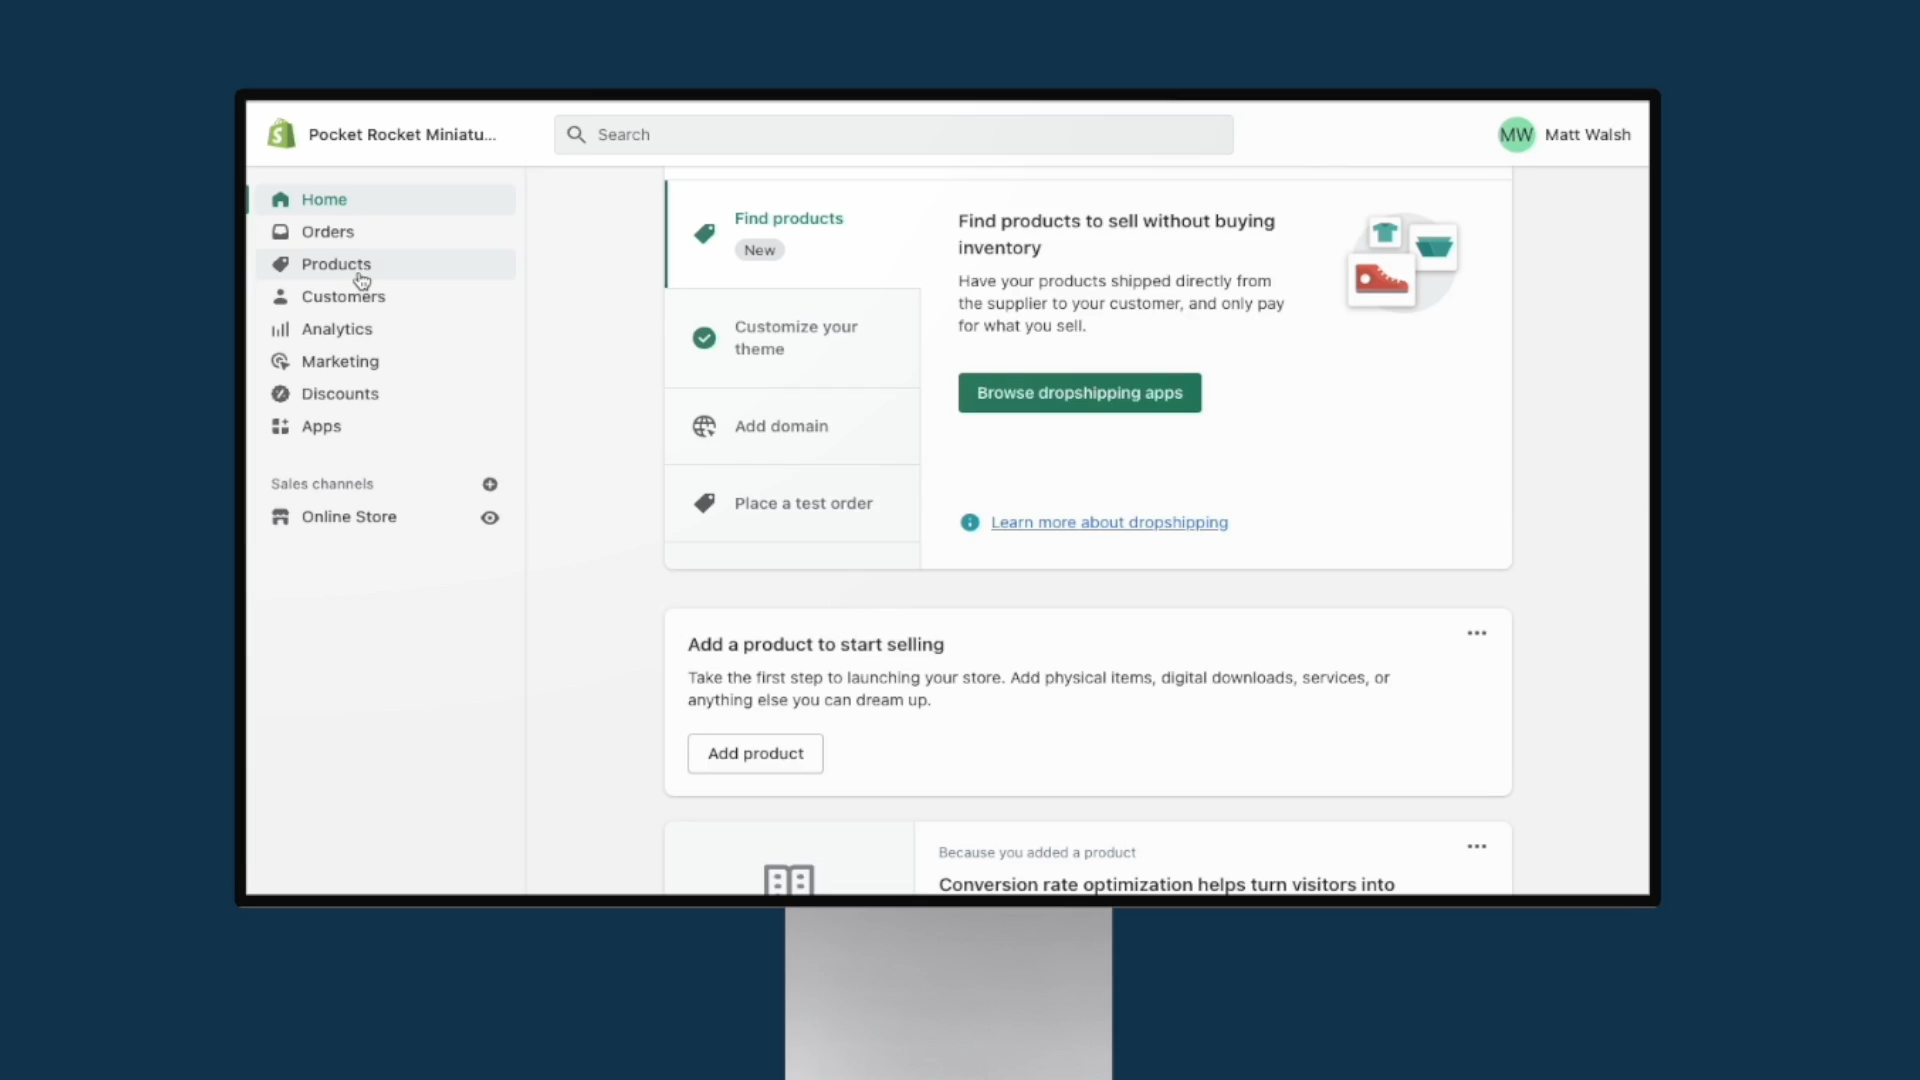 Pocket Rocket Miniatu...
Search
MW
Matt Walsh
Home
Orders
Products
Customers
Analytics
Marketing
Discounts
Apps
Sales channels
Online Store
Find products
New
Customize your
theme
Add domain
Place a test order
Find products to sell without buying
inventory
Have your products shipped directly from
the supplier to your customer, and only pay
for what you sell.
Browse dropshipping apps
Learn more about dropshipping
Add a product to start selling
Take the first step to launching your store. Add physical items, digital downloads, services, or
anything else you can dream up.
Add product
Because you added a product
Conversion rate optimization helps turn visitors into